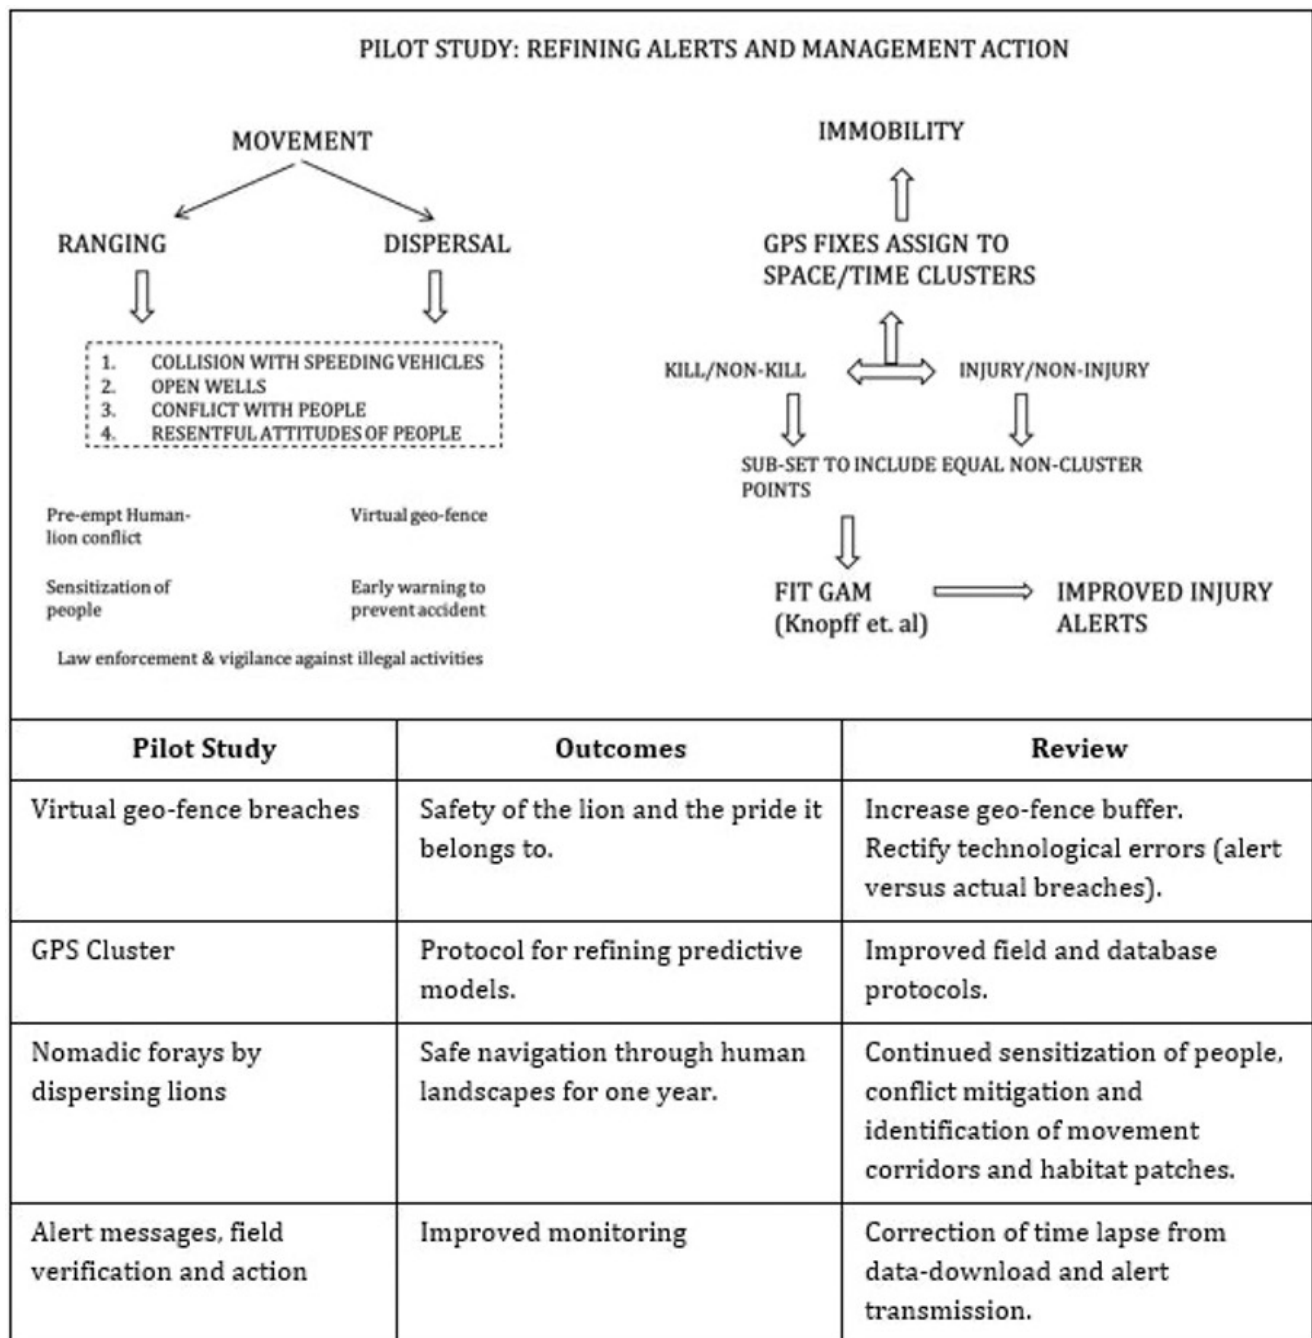 PILOT STUDY: REFINING ALERTS AND MANAGEMENT ACTION
MOVEMENT
RANGING
DISPERSAL
1. COLLISION WITH SPEEDING VEHICLES
2. OPEN WELLS
3. CONFLICT WITH PEOPLE
4. RESENTFUL ATTITUDES OF PEOPLE
Pre-empt Human-
lion conflict
Virtual geo-fence
Sensitization of
people
Early warning to
prevent accident
Law enforcement & vigilance against illegal activities
IMMOBILITY
GPS FIXES ASSIGN TO
SPACE/TIME CLUSTERS
KILL/NON-KILL
INJURY/NON-INJURY
SUB-SET TO INCLUDE EQUAL NON-CLUSTER
POINTS
FIT GAM
(Knopff et. al)
IMPROVED INJURY
ALERTS
Pilot Study
Outcomes
Review
Virtual geo-fence breaches
Safety of the lion and the pride it
belongs to.
Increase geo-fence buffer.
Rectify technological errors (alert
versus actual breaches).
GPS Cluster
Protocol for refining predictive
models.
Improved field and database
protocols.
Nomadic forays by
dispersing lions
Safe navigation through human
landscapes for one year.
Continued sensitization of people,
conflict mitigation and
identification of movement
corridors and habitat patches.
Alert messages, field
verification and action
Improved monitoring
Correction of time lapse from
data-download and alert
transmission.